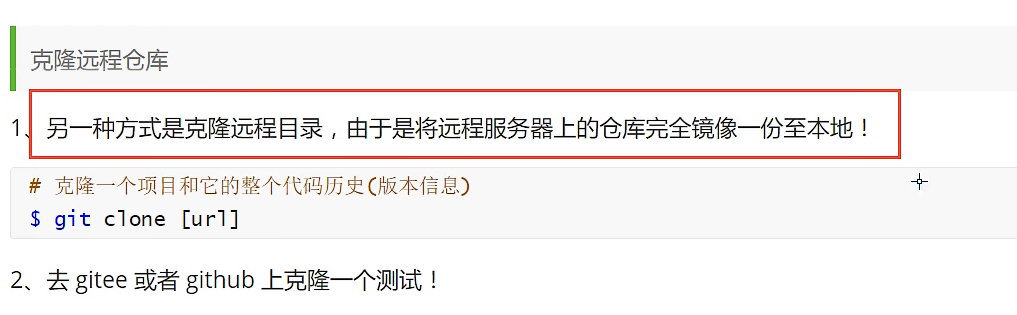 克隆远程仓库
1、另一种方式是克隆远程目录，由于是将远程服务器上的仓库完全镜像一份至本地！
# 克隆一个项目和它的整个代码历史(版本信息)
$ git clone [url]
2、去 gitee 或者 github 上克隆一个测试！